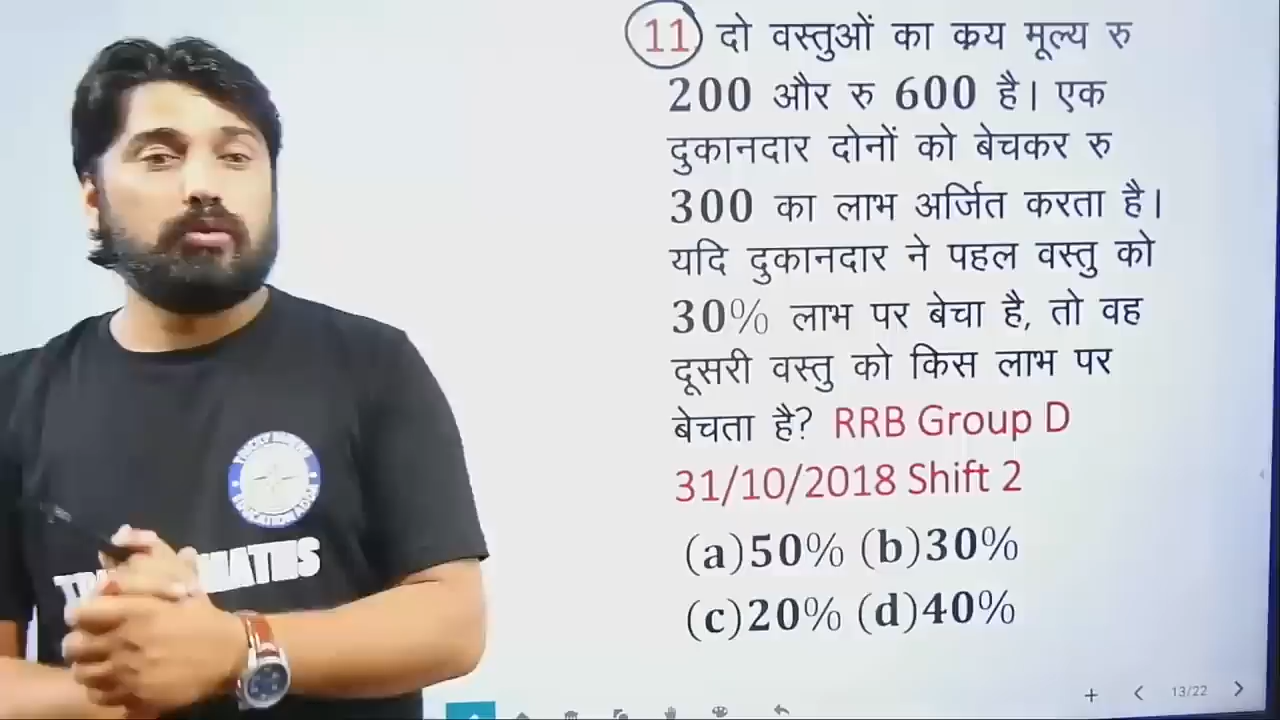 11 दो वस्तुओं का क्रय मूल्य रु
200 और रु 600 है। एक
दुकानदार दोनों को बेचकर रु
300 का लाभ अर्जित करता है।
यदि दुकानदार ने पहल वस्तु को
30% लाभ पर बेचा है, तो वह
दूसरी वस्तु को किस लाभ पर
बेचता है? RRB Group D
31/10/2018 Shift 2
(a)50% (b)30%
(c)20% (d)40%
13/22
MATHS